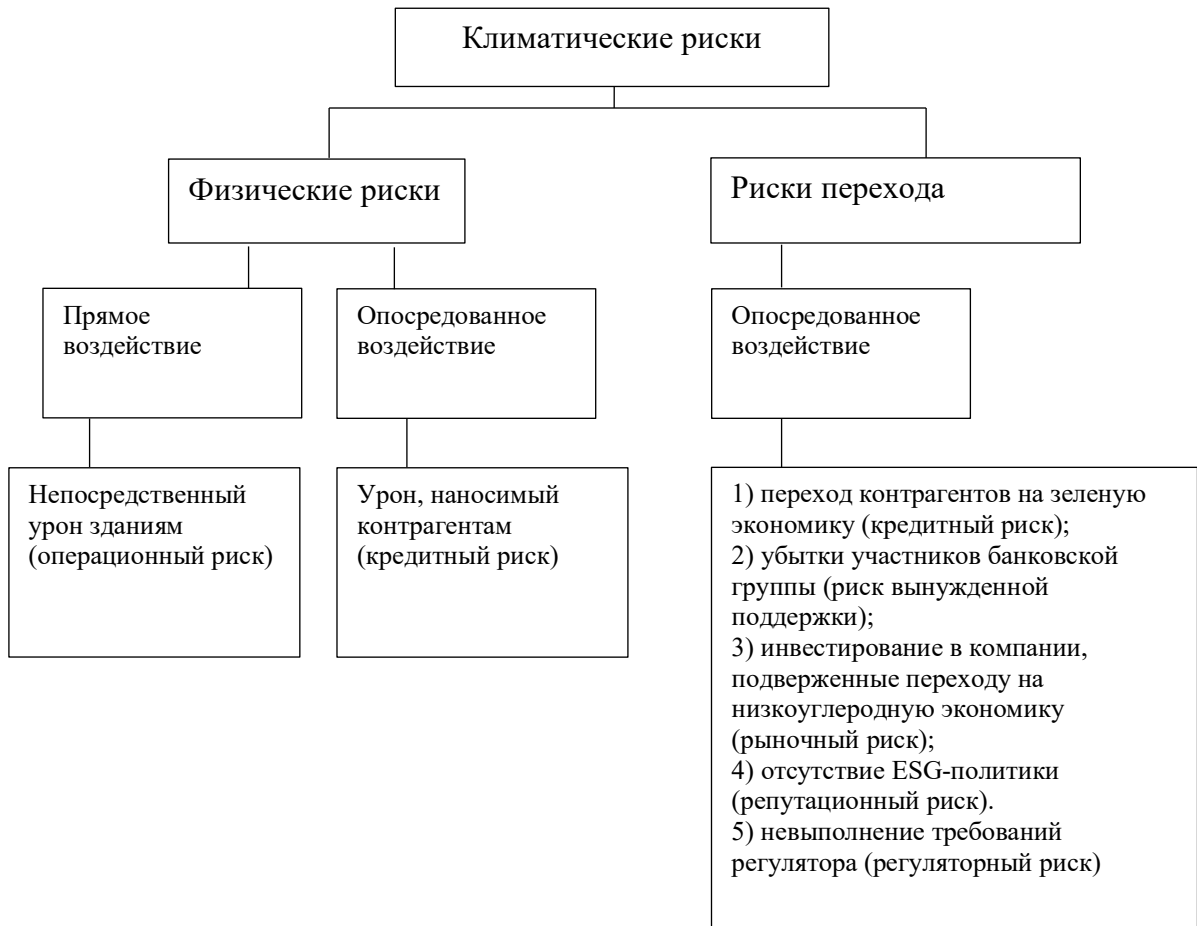 Климатические риски
Физические риски
Риски перехода
Прямое
воздействие
Опосредованное
воздействие
Опосредованное
воздействие
Непосредственный
урон зданиям
(операционный риск)
Урон, наносимый
контрагентам
(кредитный риск)
1) переход контрагентов на зеленую
экономику (кредитный риск);
2) убытки участников банковской
группы (риск вынужденной
поддержки);
3) инвестирование в компании,
подверженные переходу на
низкоуглеродную экономику
(рыночный риск);
4) отсутствие ESG-политики
(репутационный риск).
5) невыполнение требований
регулятора (регуляторный риск)